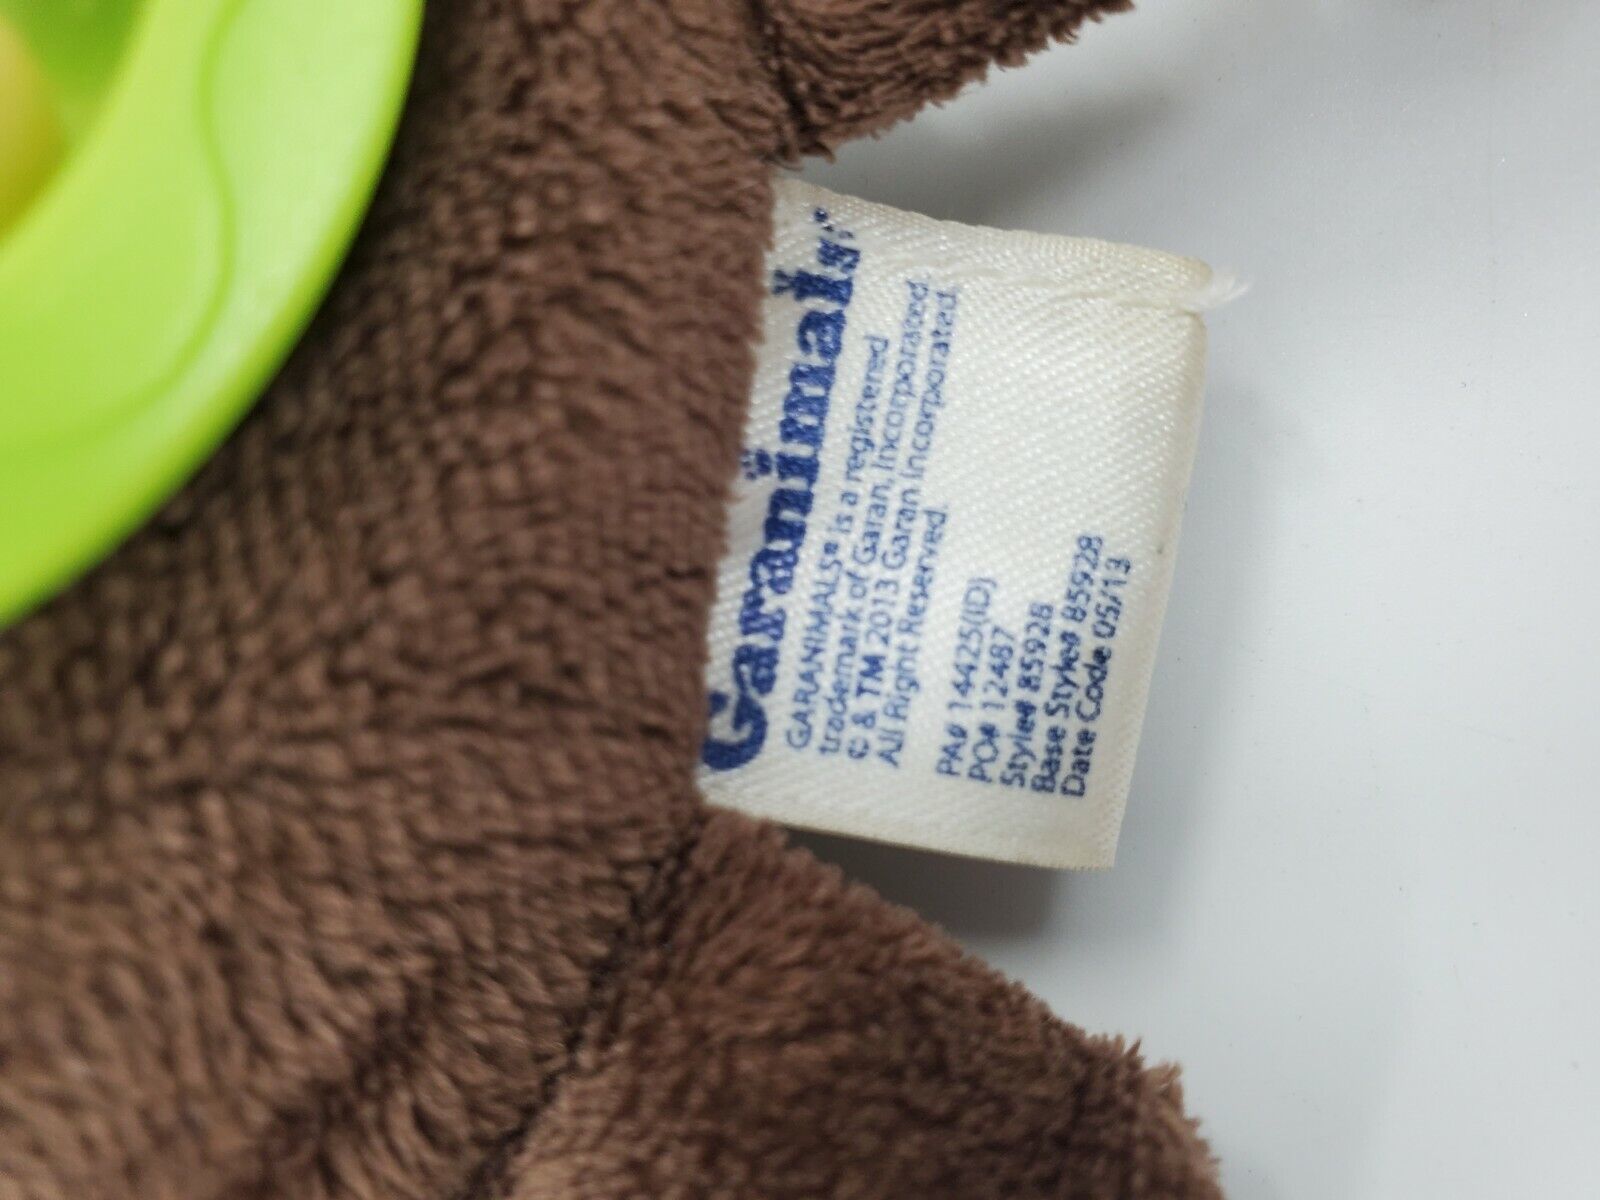 Garanimals
GARANIMALS® is a registered
trademark of Garan, Incorporated.
© & TM 2013 Garan Incorporated.
All Right Reserved.
PA# 14425(ID)
PO# 12487
Style# 85928
Base Style# 85928
Date Code 05/13